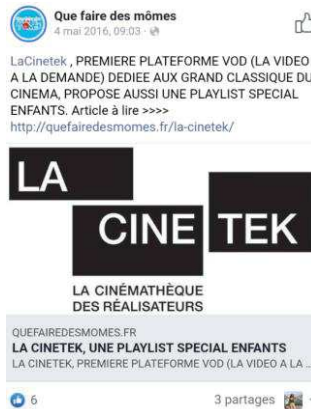 Que faire des mômes
4 mai 2016, 09:03 ·
LaCinetek , PREMIERE PLATEFORME VOD (LA VIDEO
A LA DEMANDE) DEDIEE AUX GRAND CLASSIQUE DU
CINEMA, PROPOSE AUSSI UNE PLAYLIST SPECIAL
ENFANTS. Article à lire >>>>
http://quefairedesmomes.fr/la-cinetek/
LA
CINE TEK
LA CINÉMATHÈQUE
DES RÉALISATEURS
QUEFAIREDESMOMES.FR
LA CINETEK, UNE PLAYLIST SPECIAL ENFANTS
LA CINETEK, PREMIERE PLATEFORME VOD (LA VIDEO A LA ...
6 3 partages